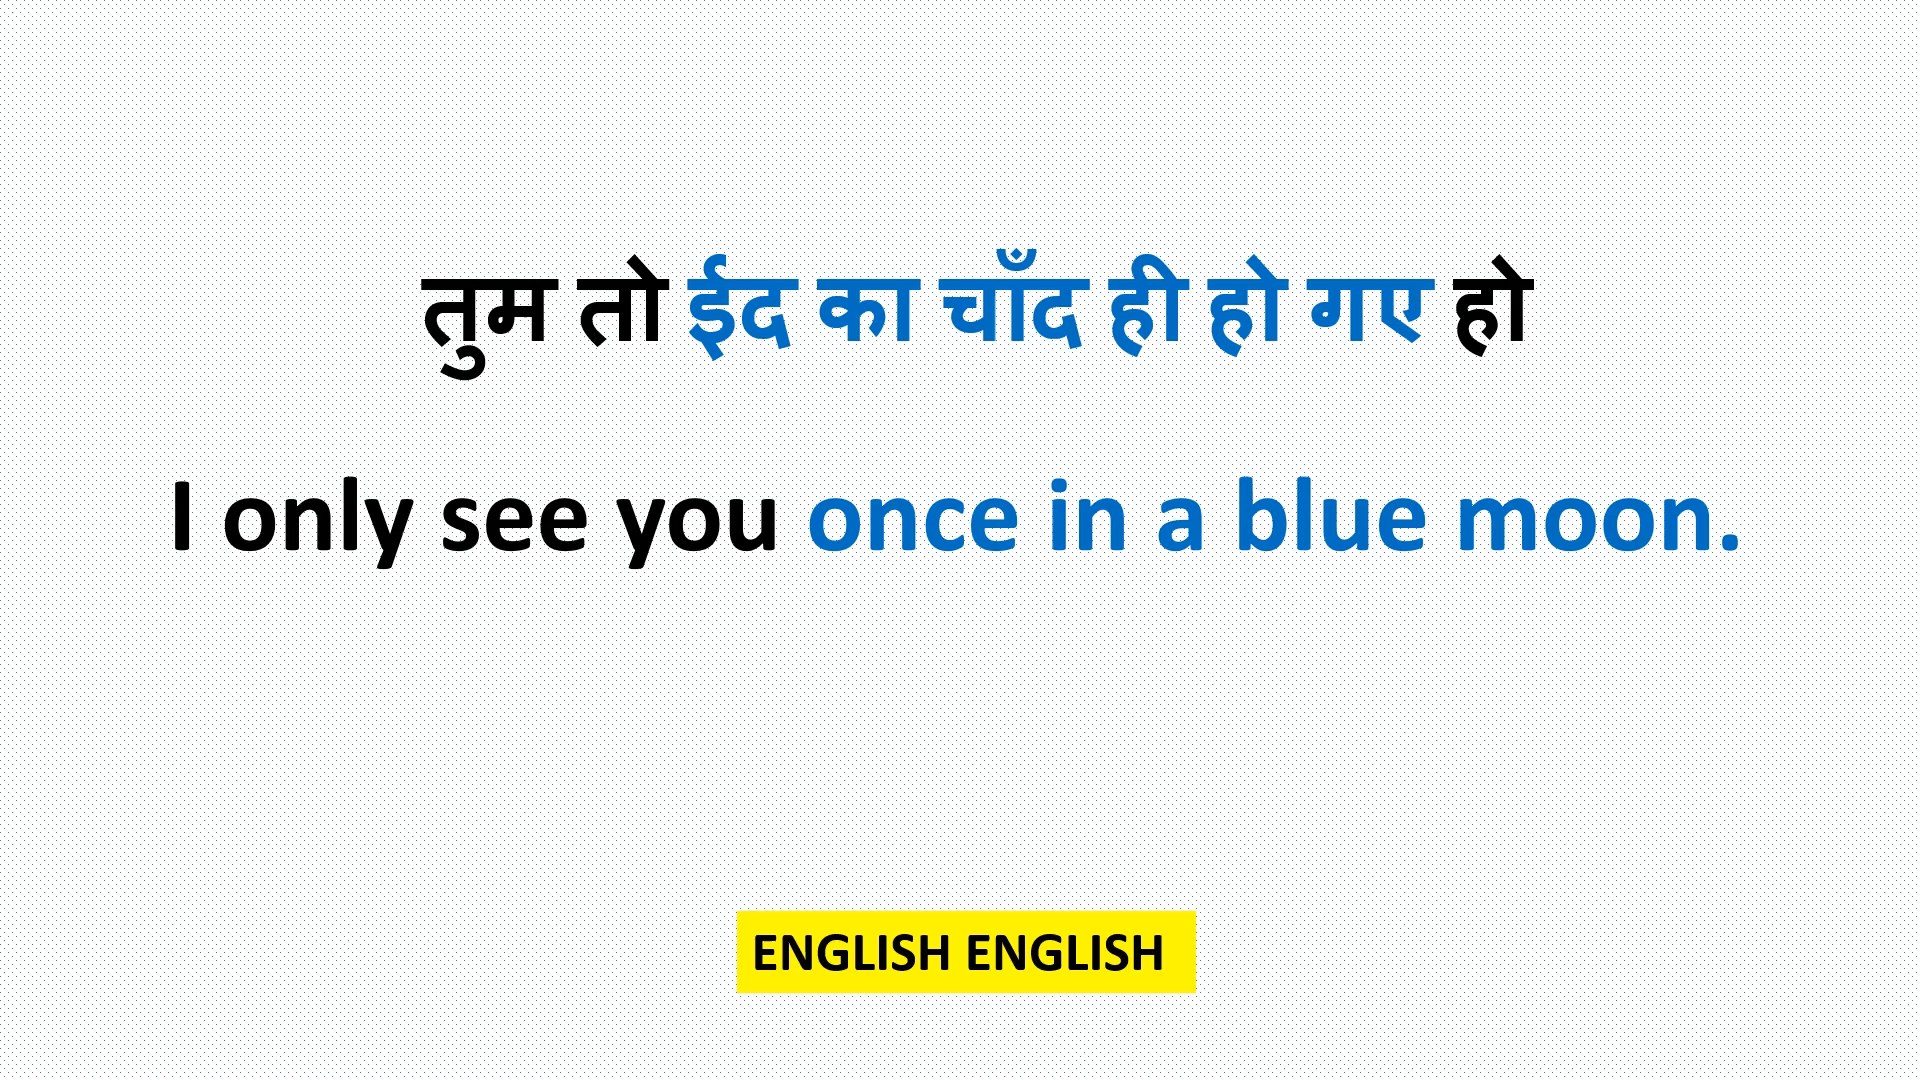 तुम तो ईद का चाँद ही हो गए हो
I only see you once in a blue moon.
ENGLISH ENGLISH